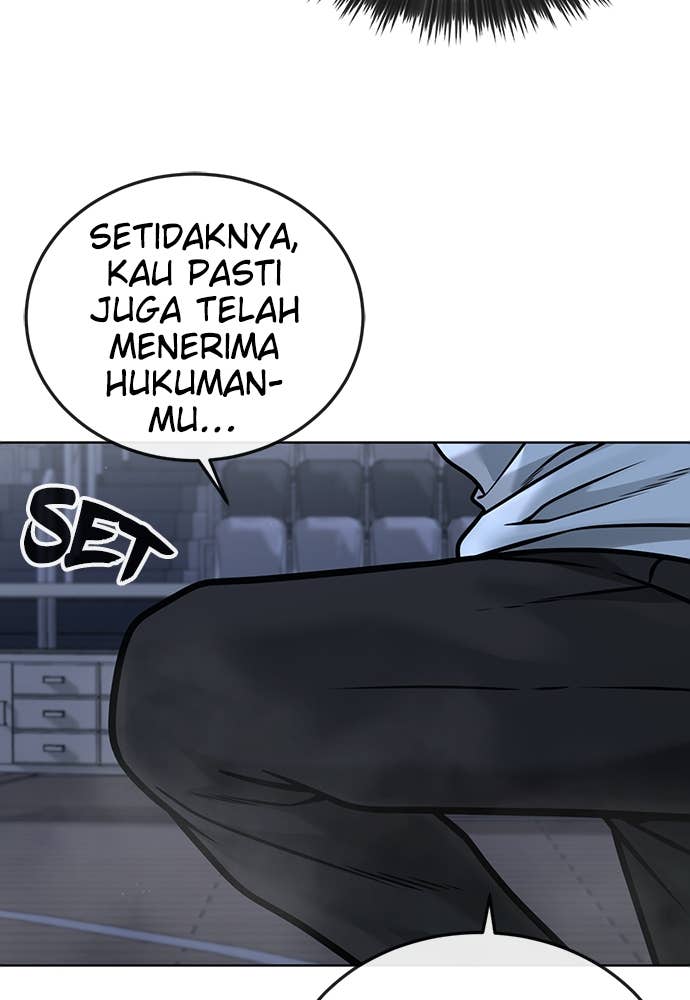 SETIDAKNYA,
KAU PASTI
JUGA TELAH
MENERIMA
HUKUMAN-
MU...
SET